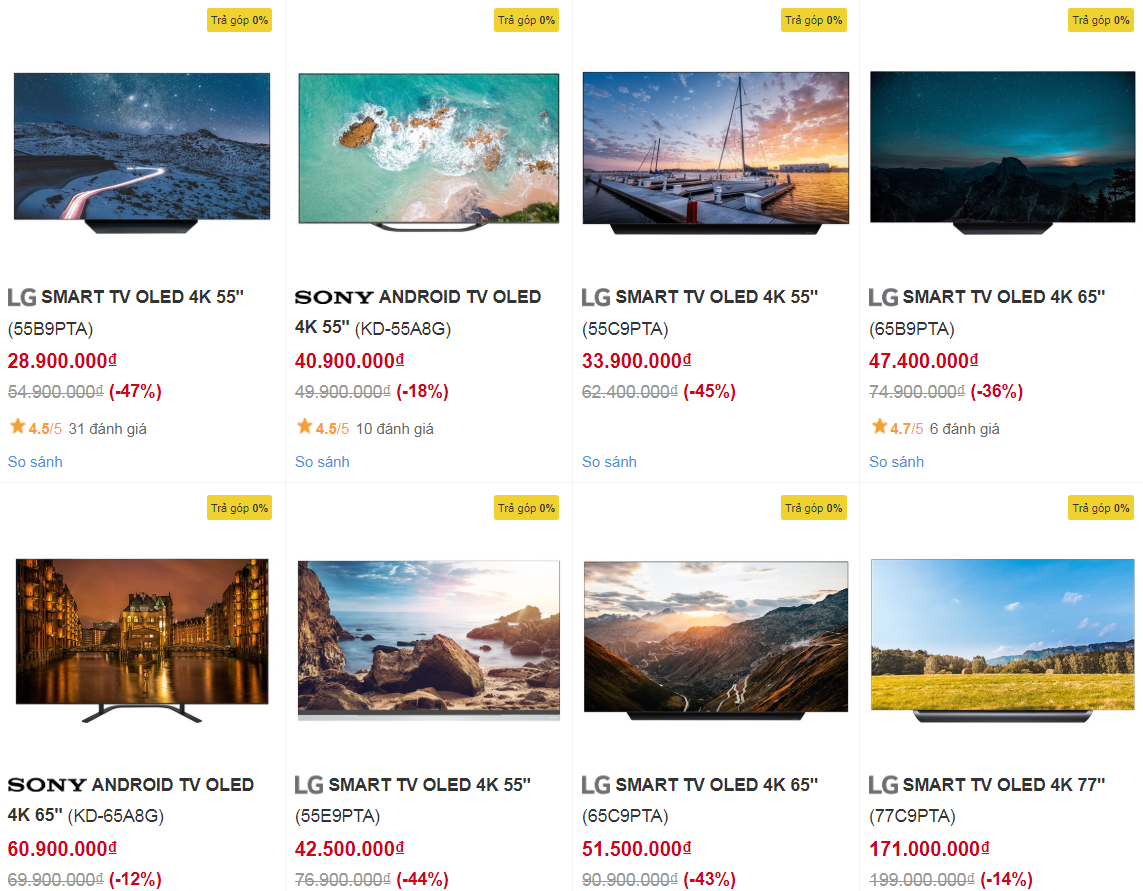 Trả góp 0%
Trả góp 0%
Trả góp 0%
Trả góp 0%
LG SMART TV OLED 4K 55"
(55B9PTA)
28.900.000₫
54.900.000₫ (-47%)
4.5/5 31 đánh giá
So sánh
SONY ANDROID TV OLED
4K 55" (KD-55A8G)
40.900.000₫
49.900.000₫ (-18%)
4.5/5 10 đánh giá
So sánh
LG SMART TV OLED 4K 55"
(55C9PTA)
33.900.000₫
62.400.000₫ (-45%)
So sánh
LG SMART TV OLED 4K 65"
(65B9PTA)
47.400.000₫
74.900.000₫ (-36%)
4.7/5 6 đánh giá
So sánh
Trả góp 0%
Trả góp 0%
Trả góp 0%
Trả góp 0%
SONY ANDROID TV OLED
4K 65" (KD-65A8G)
60.900.000₫
69.900.000₫ (-12%)
LG SMART TV OLED 4K 55"
(55E9PTA)
42.500.000₫
76.900.000₫ (-44%)
LG SMART TV OLED 4K 65"
(65C9PTA)
51.500.000₫
90.900.000₫ (-43%)
LG SMART TV OLED 4K 77"
(77C9PTA)
171.000.000₫
199.000.000₫ (-14%)